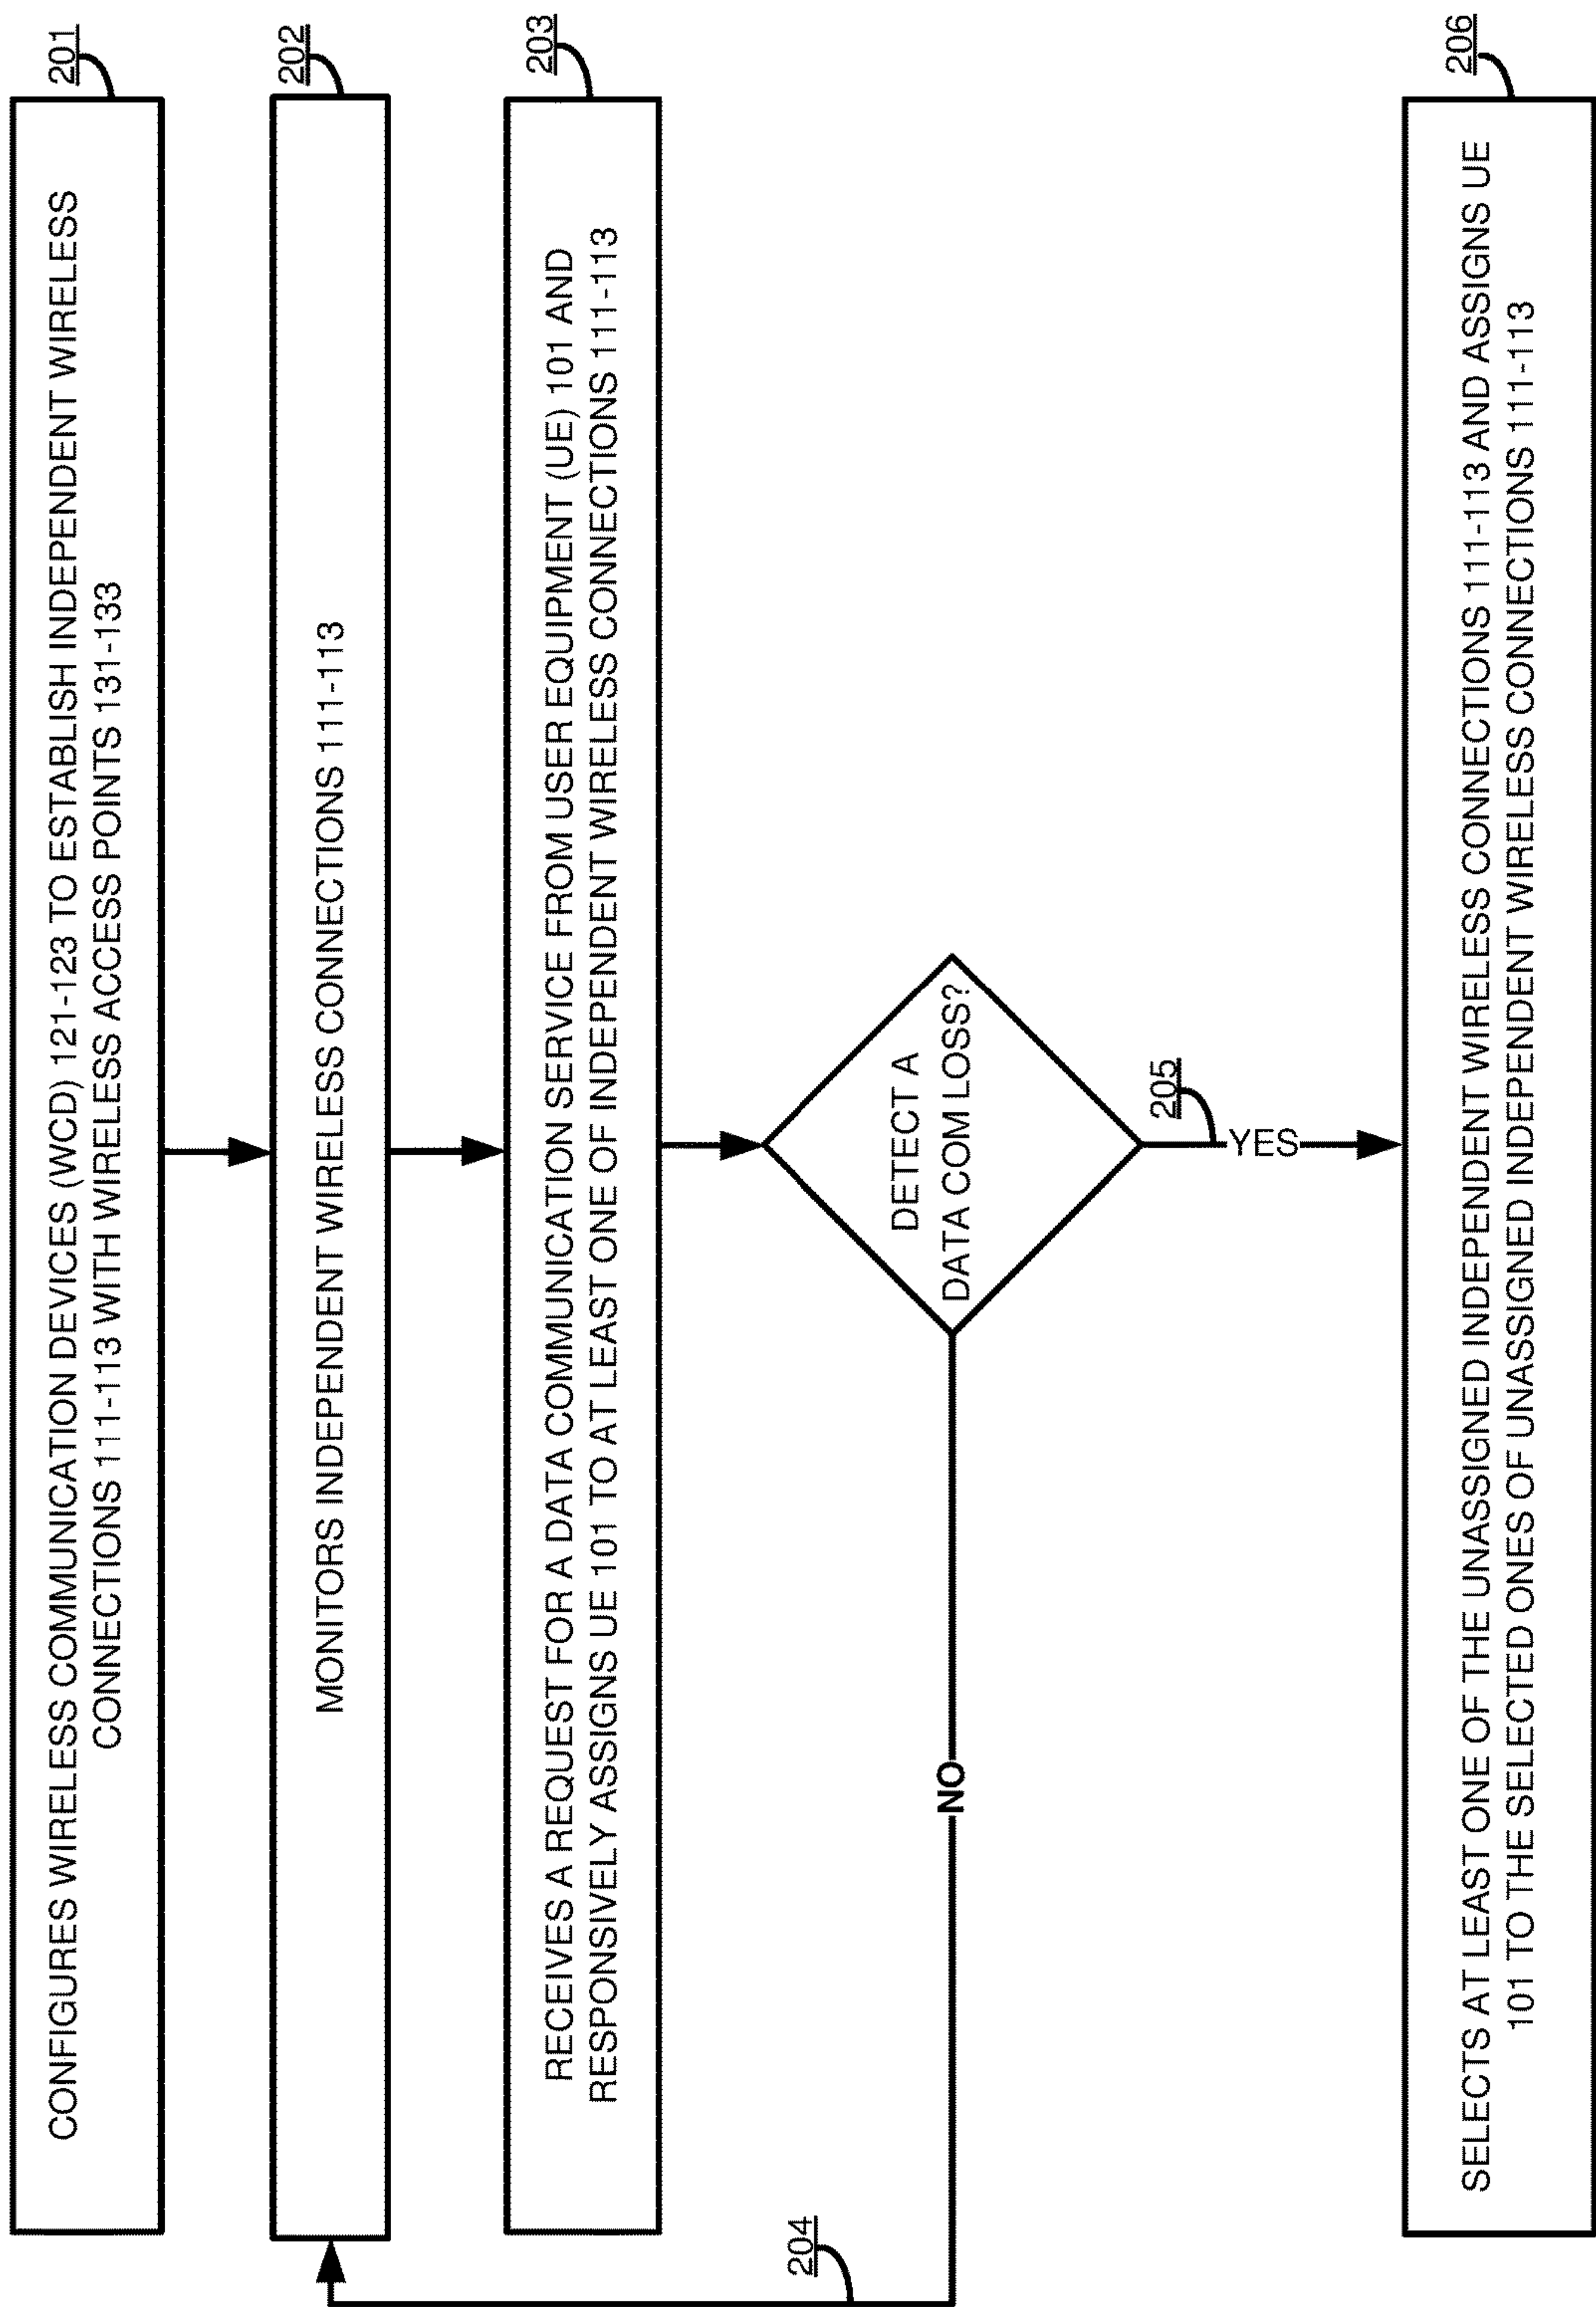 201
CONFIGURES WIRELESS COMMUNICATION DEVICES (WCD) 121-123 TO ESTABLISH INDEPENDENT WIRELESS
CONNECTIONS 111-113 WITH WIRELESS ACCESS POINTS 131-133
202
MONITORS INDEPENDENT WIRELESS CONNECTIONS 111-113
203
RECEIVES A REQUEST FOR A DATA COMMUNICATION SERVICE FROM USER EQUIPMENT (UE) 101 AND
RESPONSIVELY ASSIGNS UE 101 TO AT LEAST ONE OF INDEPENDENT WIRELESS CONNECTIONS 111-113
204
DETECT A
DATA COM LOSS?
NO
205
YES
206
SELECTS AT LEAST ONE OF THE UNASSIGNED INDEPENDENT WIRELESS CONNECTIONS 111-113 AND ASSIGNS UE
101 TO THE SELECTED ONES OF UNASSIGNED INDEPENDENT WIRELESS CONNECTIONS 111-113